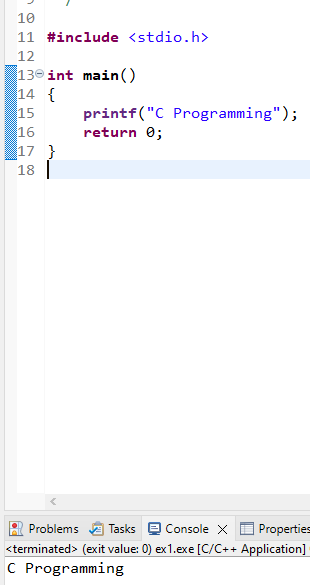 10
11 #include <stdio.h>
12
13 int main()
14 {
15     printf("C Programming");
16     return 0;
17 }
18
Problems Tasks Console Properties
<terminated> (exit value: 0) ex1.exe [C/C++ Application]
C Programming